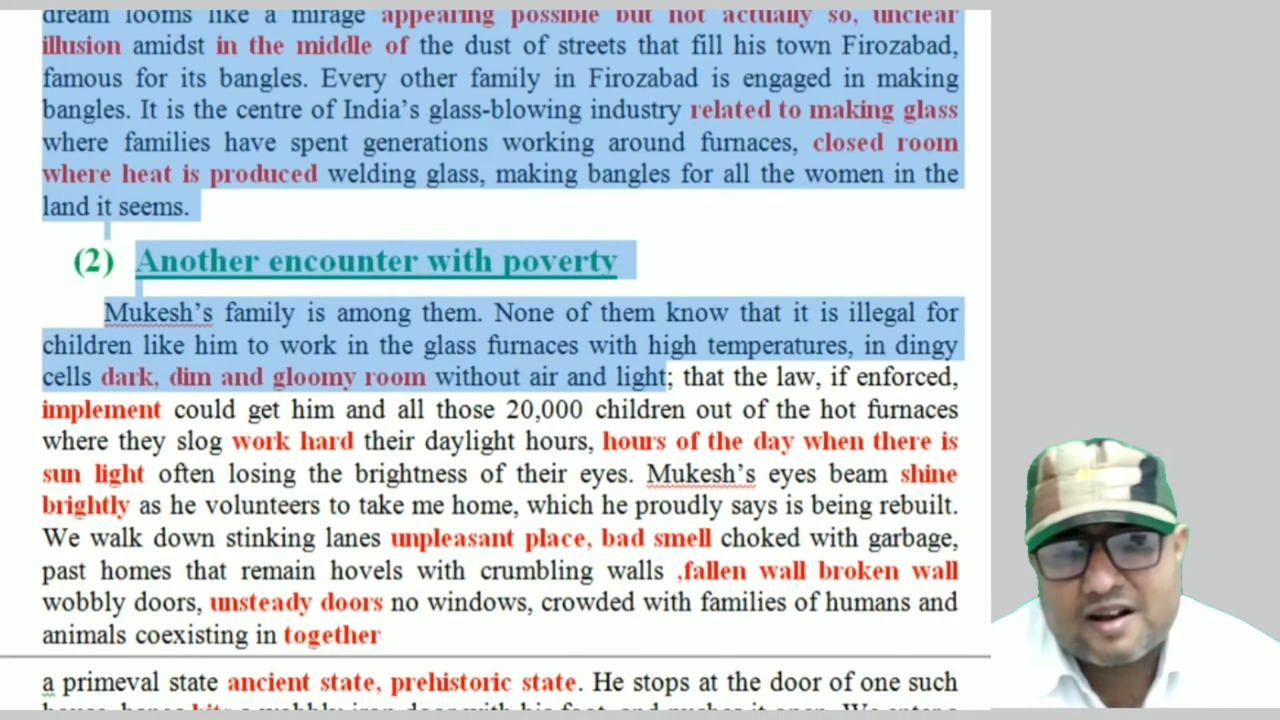 dream looms like a mirage appearing possible but not actually so, unclear
illusion amidst in the middle of the dust of streets that fill his town Firozabad,
famous for its bangles. Every other family in Firozabad is engaged in making
bangles. It is the centre of India's glass-blowing industry related to making glass
where families have spent generations working around furnaces, closed room
where heat is produced welding glass, making bangles for all the women in the
land it seems.
(2) Another encounter with poverty
Mukesh's family is among them. None of them know that it is illegal for
children like him to work in the glass furnaces with high temperatures, in dingy
cells dark, dim and gloomy room without air and light; that the law, if enforced,
implement could get him and all those 20,000 children out of the hot furnaces
where they slog work hard their daylight hours, hours of the day when there is
sun light often losing the brightness of their eyes. Mukesh's eyes beam shine
brightly as he volunteers to take me home, which he proudly says is being rebuilt.
We walk down stinking lanes unpleasant place, bad smell choked with garbage,
past homes that remain hovels with crumbling walls ,fallen wall broken wall
wobbly doors, unsteady doors no windows, crowded with families of humans and
animals coexisting in together
a primeval state ancient state, prehistoric state. He stops at the door of one such